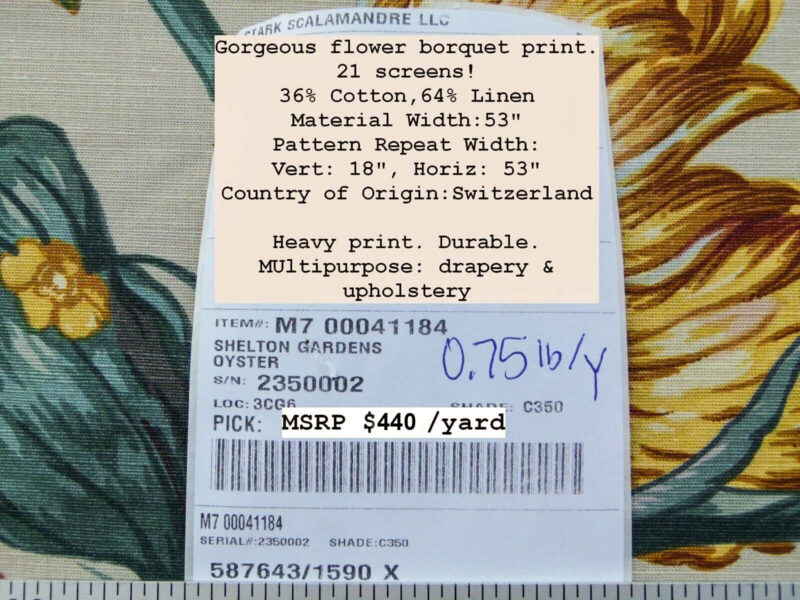 STARK SCALAMANDRE LLC
Gorgeous flower borquet print.
21 screens!
36% Cotton,64% Linen
Material Width:53"
Pattern Repeat Width:
Vert: 18", Horiz: 53"
Country of Origin:Switzerland
Heavy print. Durable.
MUltipurpose: drapery &
upholstery
ITEM#: M7 00041184
SHELTON GARDENS
OYSTER
0.75 lb/y
S/N: 2350002
LOC: 3CG6 SHADE: C350
PICK: MSRP $440 /yard
M7 00041184
SERIAL#:2350002 SHADE:C350
587643/1590 X